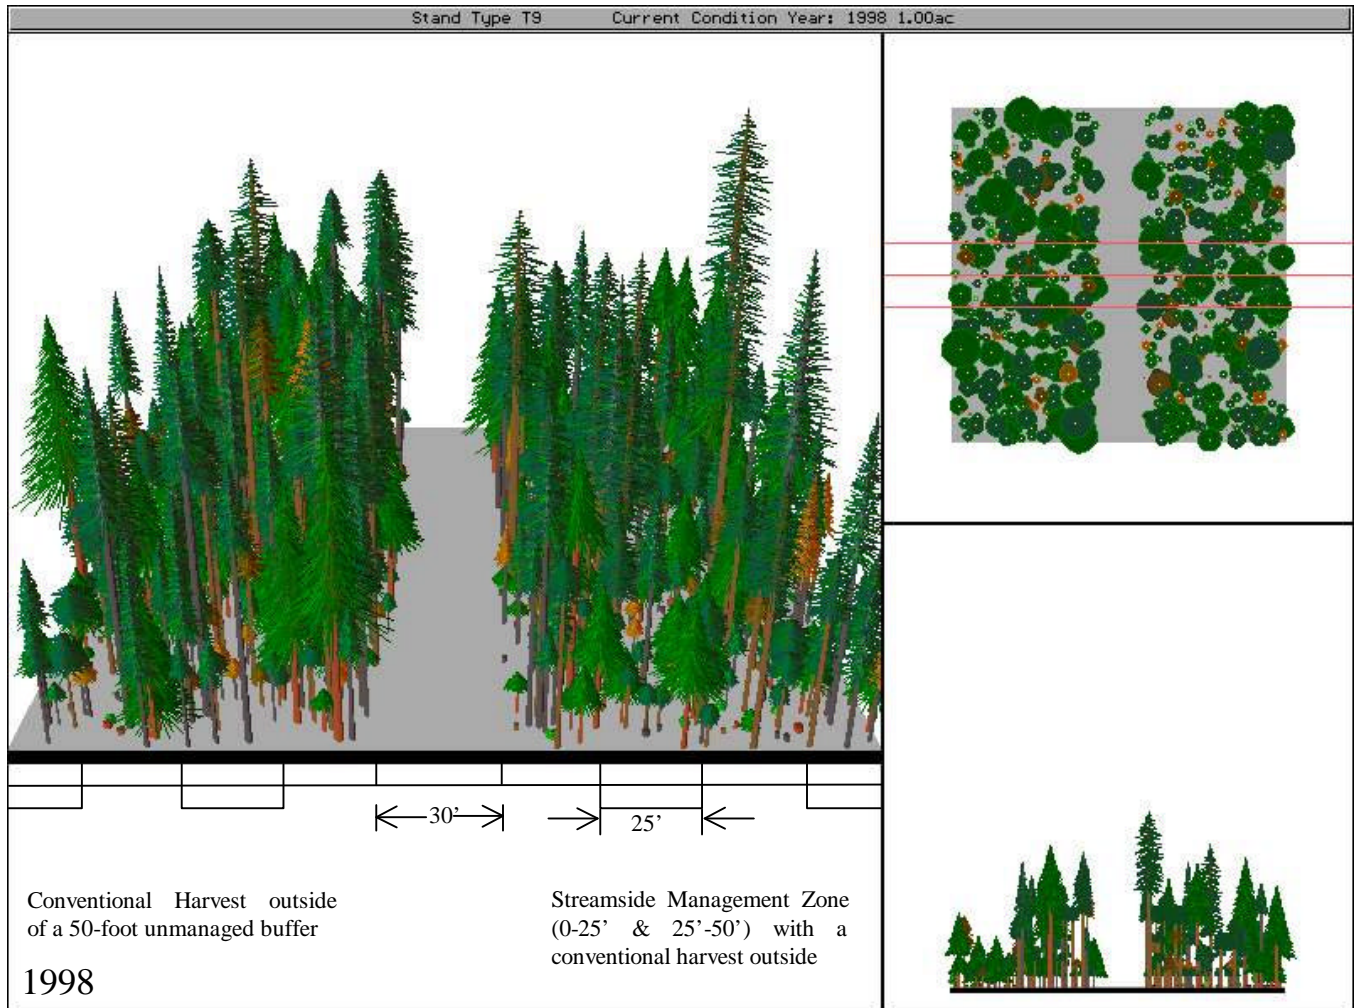 Stand Type T9 Current Condition Year: 1998 1.00ac
30’
25’
Conventional Harvest outside
of a 50-foot unmanaged buffer
Streamside Management Zone
(0-25’ & 25’-50’) with a
conventional harvest outside
1998